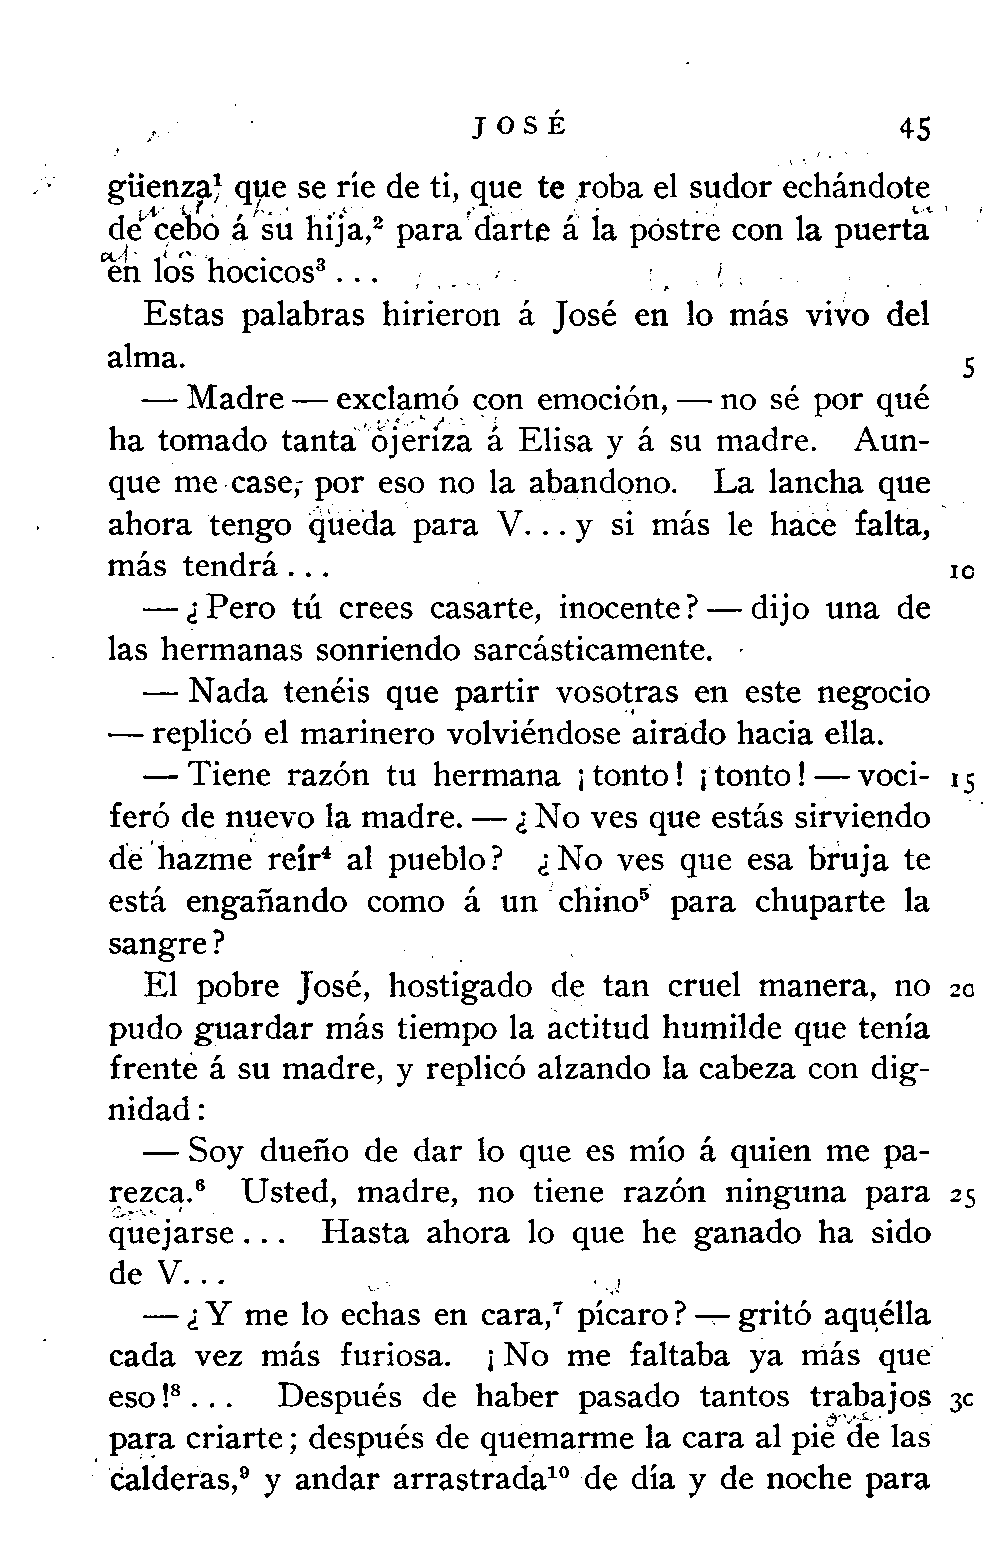 JOSÉ 45
güenza¹, que se ríe de ti, que te roba el sudor echándote
de cebo á su hija,² para darte á la postre con la puerta
en los hocicos³ . . .
Estas palabras hirieron á José en lo más vivo del
alma. 5
— Madre — exclamó con emoción, — no sé por qué
ha tomado tanta ojeriza á Elisa y á su madre. Aun-
que me case, por eso no la abandono. La lancha que
ahora tengo queda para V. . . y si más le hace falta,
más tendrá . . . 10
— ¿ Pero tú crees casarte, inocente? — dijo una de
las hermanas sonriendo sarcásticamente.
— Nada tenéis que partir vosotras en este negocio
— replicó el marinero volviéndose airado hacia ella.
— Tiene razón tu hermana ¡ tonto! ¡ tonto! — voci- 15
feró de nuevo la madre. — ¿ No ves que estás sirviendo
de hazme reír⁴ al pueblo? ¿ No ves que esa bruja te
está engañando como á un chino⁵ para chuparte la
sangre?
El pobre José, hostigado de tan cruel manera, no 20
pudo guardar más tiempo la actitud humilde que tenía
frente á su madre, y replicó alzando la cabeza con dig-
nidad :
— Soy dueño de dar lo que es mío á quien me pa-
rezca.⁶ Usted, madre, no tiene razón ninguna para 25
quejarse . . . Hasta ahora lo que he ganado ha sido
de V. . .
— ¿ Y me lo echas en cara,⁷ pícaro? — gritó aquélla
cada vez más furiosa. ¡ No me faltaba ya más que
eso!⁸ . . . Después de haber pasado tantos trabajos 30
para criarte; después de quemarme la cara al pie de las
calderas,⁹ y andar arrastrada¹⁰ de día y de noche para